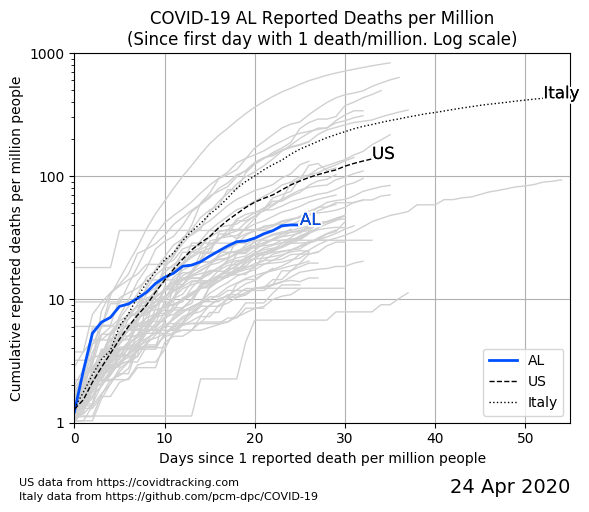 COVID-19 AL Reported Deaths per Million
(Since first day with 1 death/million. Log scale)
Cumulative reported deaths per million people
1000
100
10
1
Italy
US
AL
AL
US
Italy
0
10
20
30
40
50
Days since 1 reported death per million people
US data from https://covidtracking.com
Italy data from https://github.com/pcm-dpc/COVID-19
24 Apr 2020